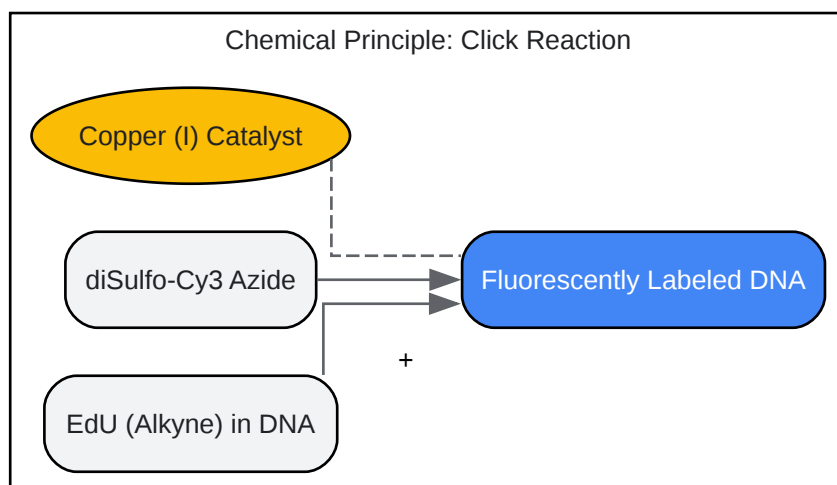 Chemical Principle: Click Reaction
Copper (I) Catalyst
diSulfo-Cy3 Azide
Fluorescently Labeled DNA
+
EdU (Alkyne) in DNA